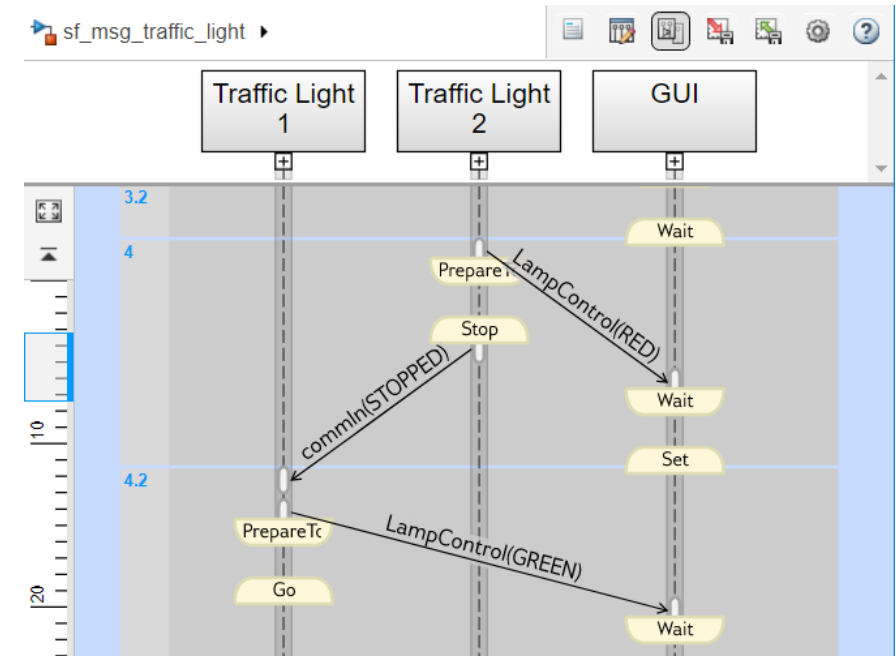 sf_msg_traffic_light
Traffic Light
1
Traffic Light
2
GUI
3.2
Wait
4
LampControl(RED)
Stop
commIn(STOPPED)
Wait
10
Set
4.2
LampControl(GREEN)
PrepareTo
Go
20
Wait